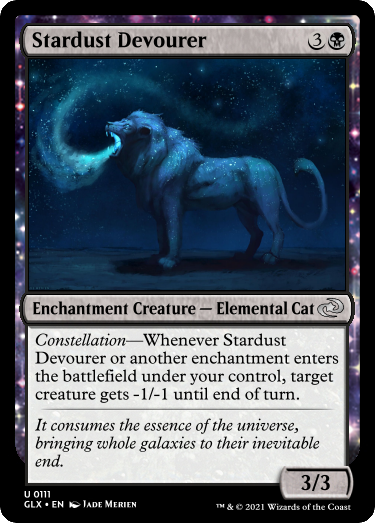 Stardust Devourer 3
Enchantment Creature — Elemental Cat
Constellation—Whenever Stardust
Devourer or another enchantment enters
the battlefield under your control, target
creature gets -1/-1 until end of turn.
It consumes the essence of the universe,
bringing whole galaxies to their inevitable
end.
3/3
U 0111
GLX • EN Jade Merien
™ & © 2021 Wizards of the Coast